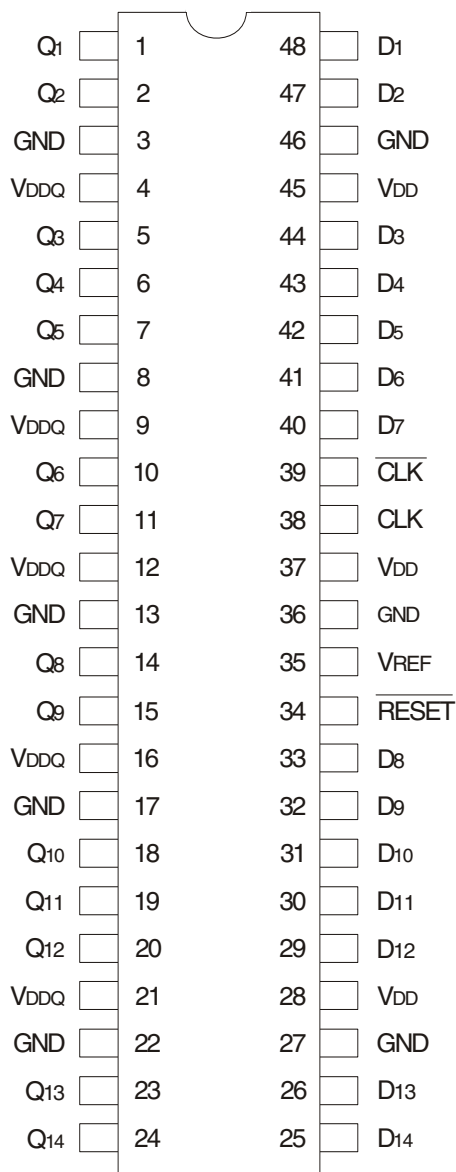 Q1 1 48 D1
Q2 2 47 D2
GND 3 46 GND
VDDQ 4 45 VDD
Q3 5 44 D3
Q4 6 43 D4
Q5 7 42 D5
GND 8 41 D6
VDDQ 9 40 D7
Q6 10 39 CLK
Q7 11 38 CLK
VDDQ 12 37 VDD
GND 13 36 GND
Q8 14 35 VREF
Q9 15 34 RESET
VDDQ 16 33 D8
GND 17 32 D9
Q10 18 31 D10
Q11 19 30 D11
Q12 20 29 D12
VDDQ 21 28 VDD
GND 22 27 GND
Q13 23 26 D13
Q14 24 25 D14